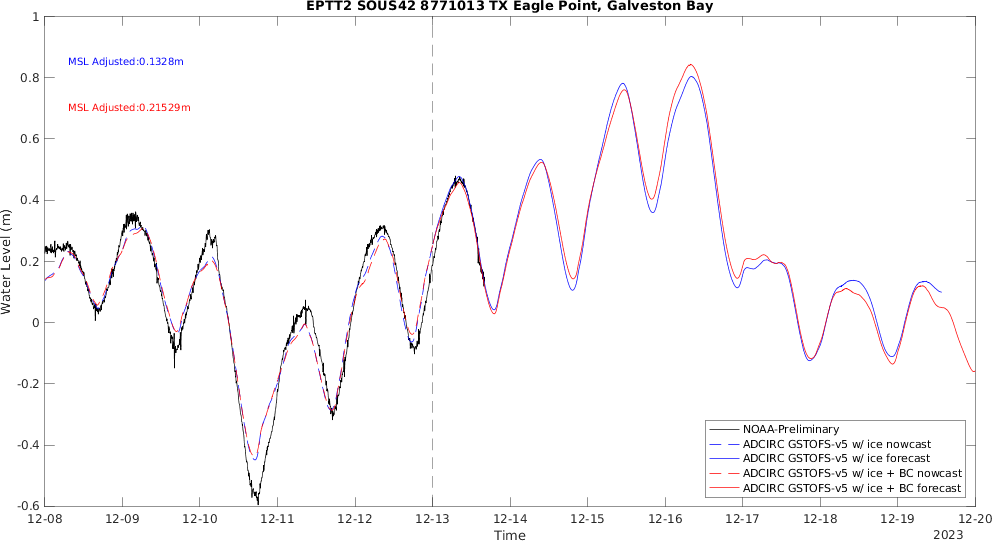 EPTT2 SOUS42 8771013 TX Eagle Point, Galveston Bay
1
0.8
0.6
0.4
0.2
0
-0.2
-0.4
-0.6
Water Level (m)
MSL Adjusted:0.1328m
MSL Adjusted:0.21529m
NOAA-Preliminary
ADCIRC GSTOFS-v5 w/ ice nowcast
ADCIRC GSTOFS-v5 w/ ice forecast
ADCIRC GSTOFS-v5 w/ ice + BC nowcast
ADCIRC GSTOFS-v5 w/ ice + BC forecast
12-08 12-09 12-10 12-11 12-12 12-13 12-14 12-15 12-16 12-17 12-18 12-19 12-20
Time
2023